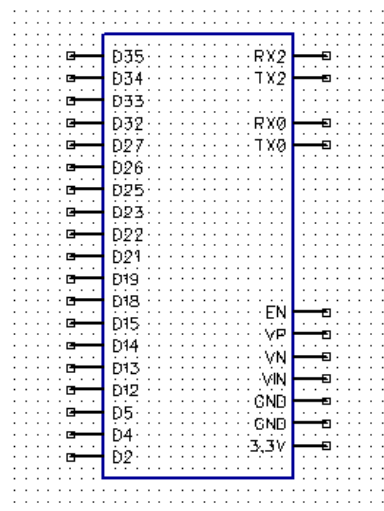 D35 RX2
D34 TX2
D33
D32 RX0
D27 TX0
D26
D25
D23
D22
D21
D19
D18 EN
D15 VP
D14 VN
D13 VIN
D12 GND
D5 GND
D4 3,3V
D2